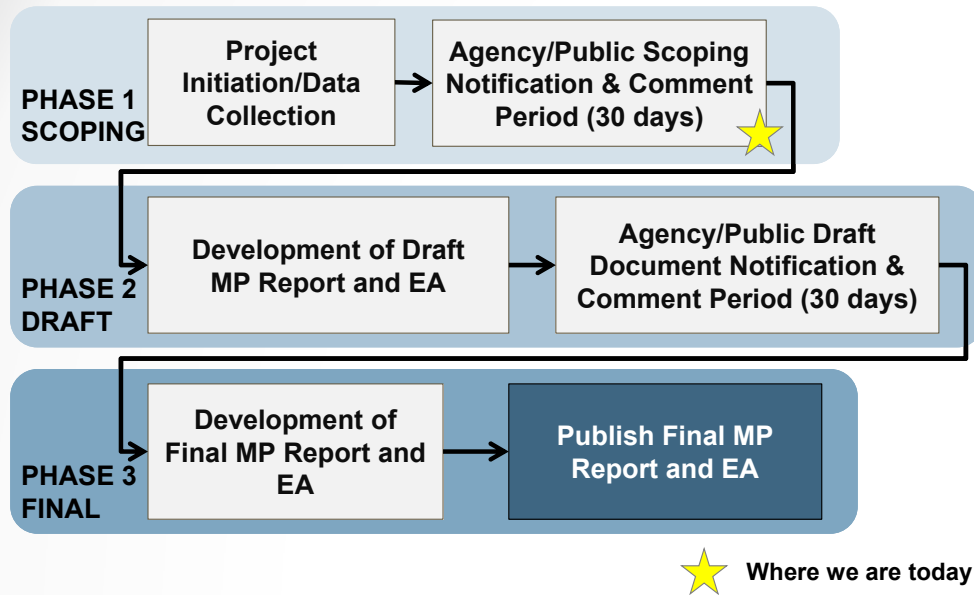 PHASE 1
SCOPING
Project
Initiation/Data
Collection
Agency/Public Scoping
Notification & Comment
Period (30 days)
PHASE 2
DRAFT
Development of Draft
MP Report and EA
Agency/Public Draft
Document Notification &
Comment Period (30 days)
PHASE 3
FINAL
Development of
Final MP Report and
EA
Publish Final MP
Report and EA
Where we are today